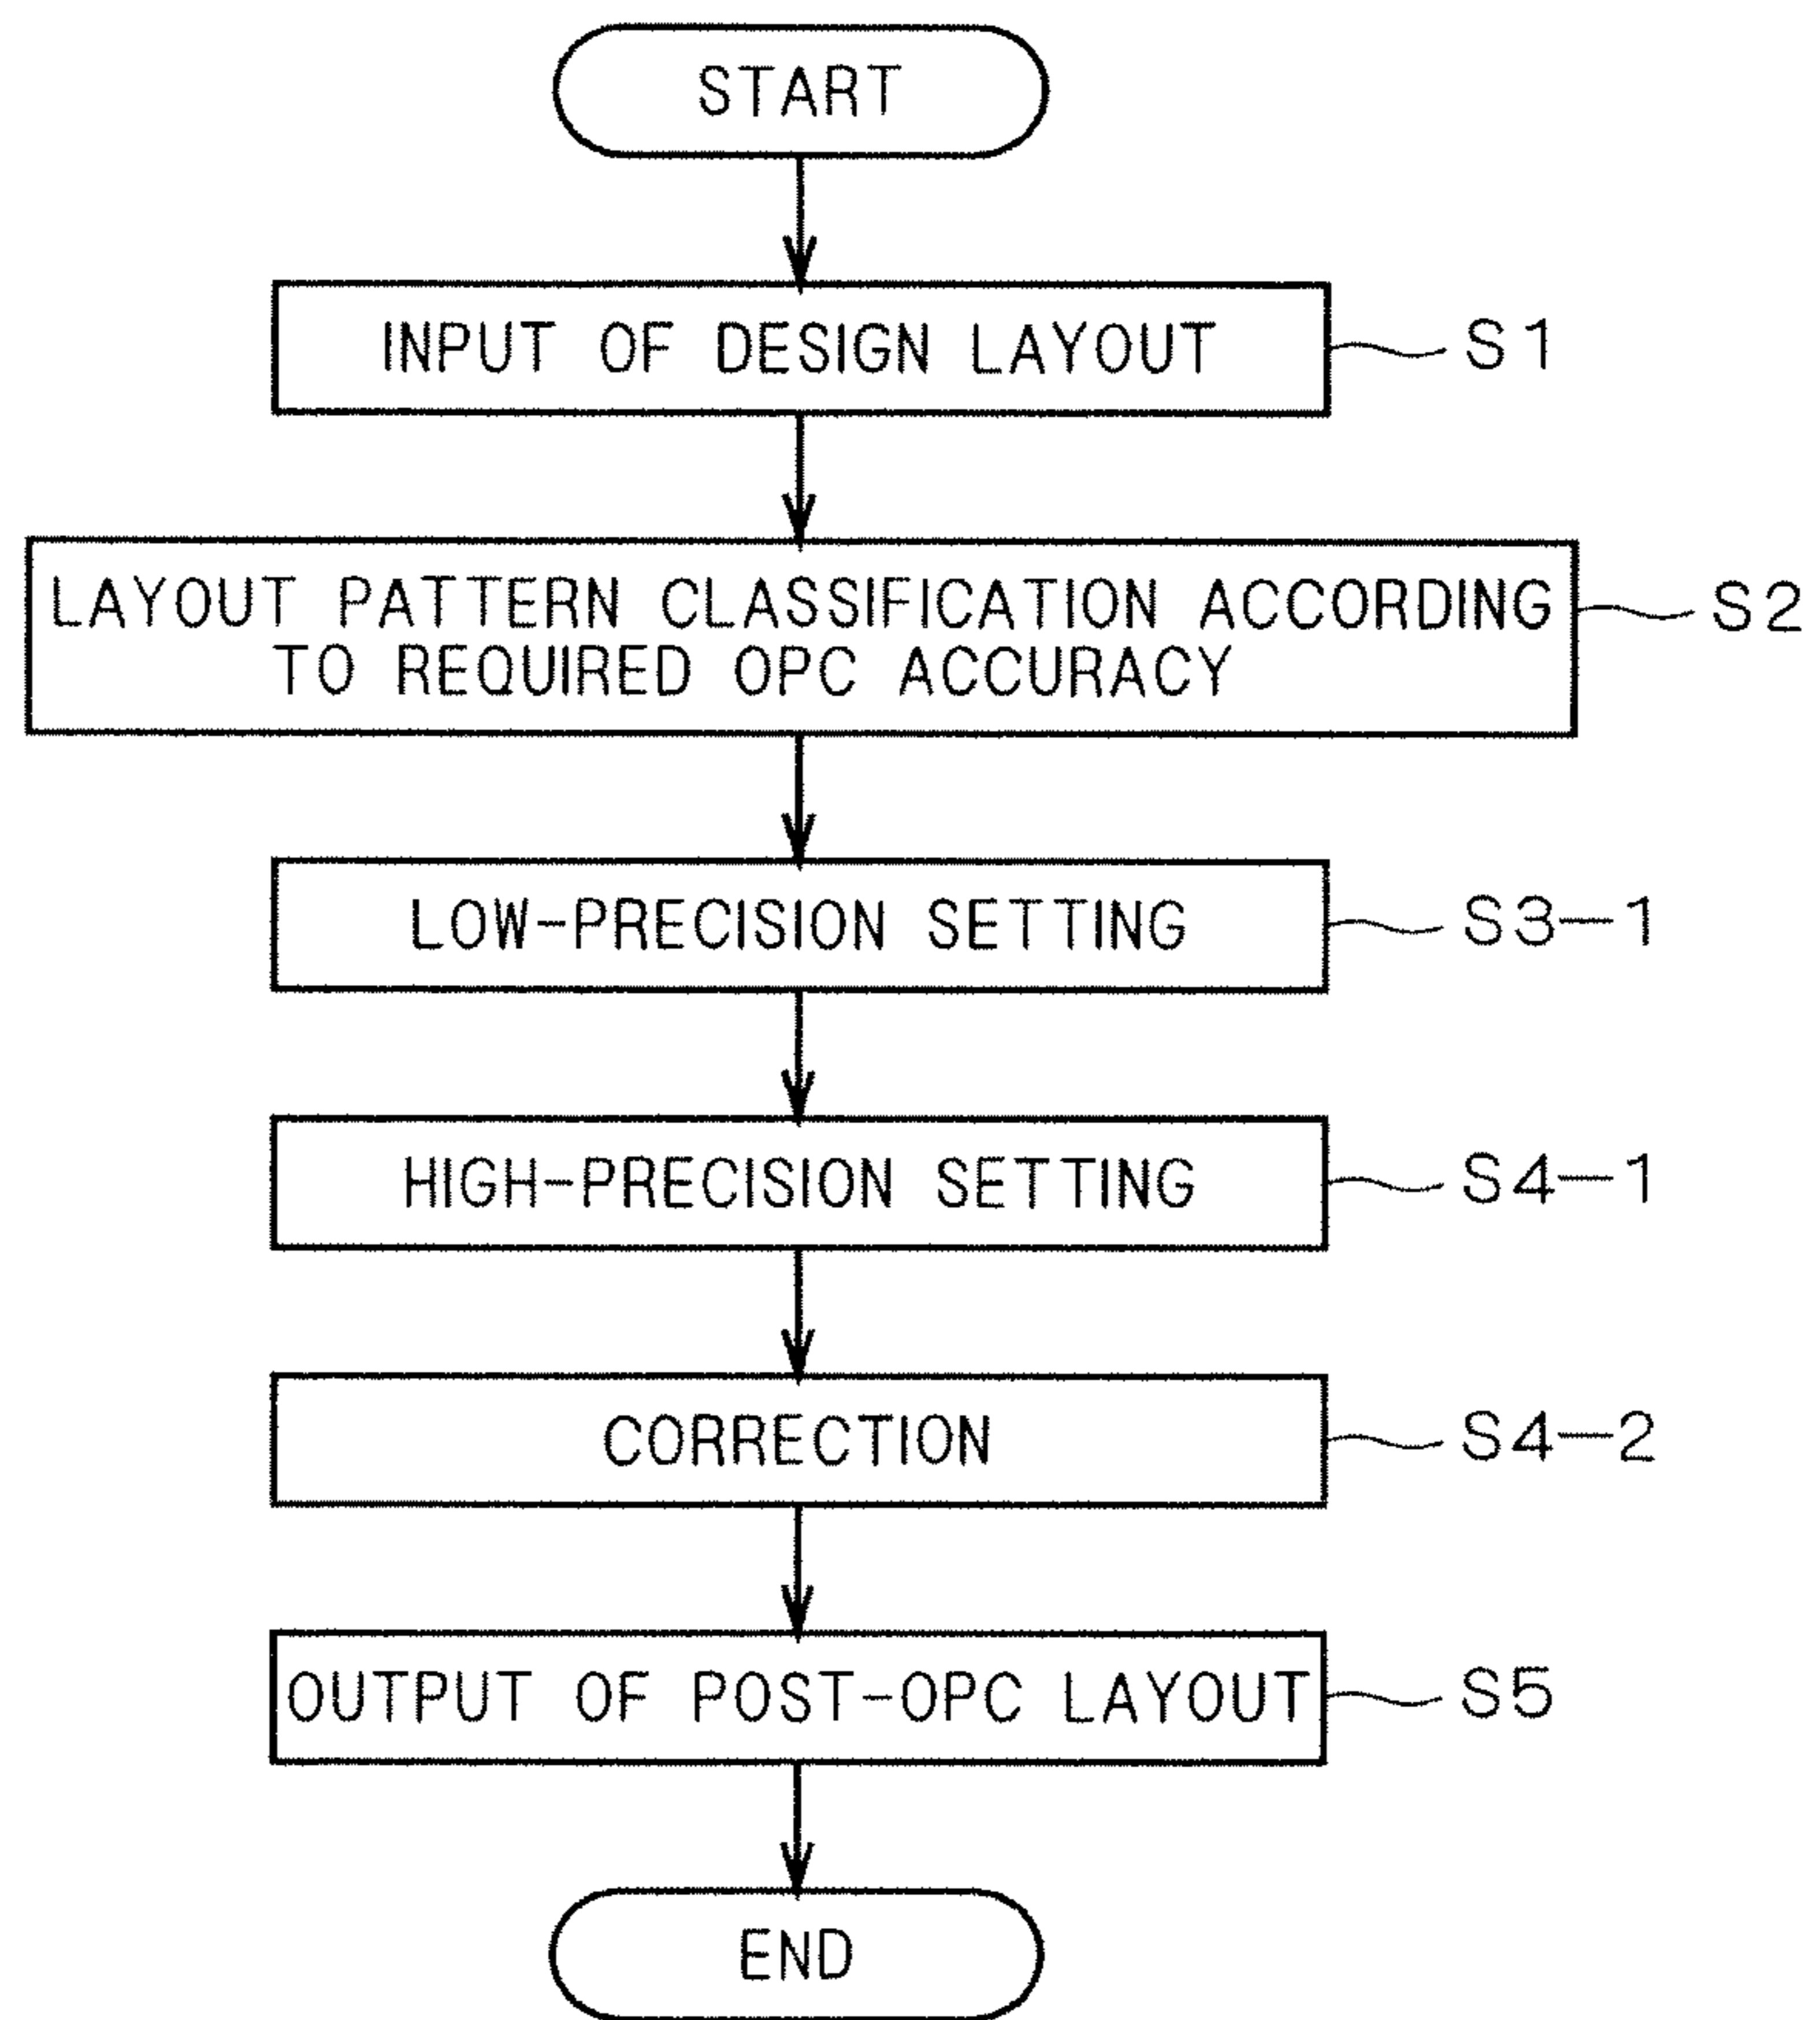 START
INPUT OF DESIGN LAYOUT
S1
LAYOUT PATTERN CLASSIFICATION ACCORDING
TO REQUIRED OPC ACCURACY
S2
LOW-PRECISION SETTING
S3-1
HIGH-PRECISION SETTING
S4-1
CORRECTION
S4-2
OUTPUT OF POST-OPC LAYOUT
S5
END